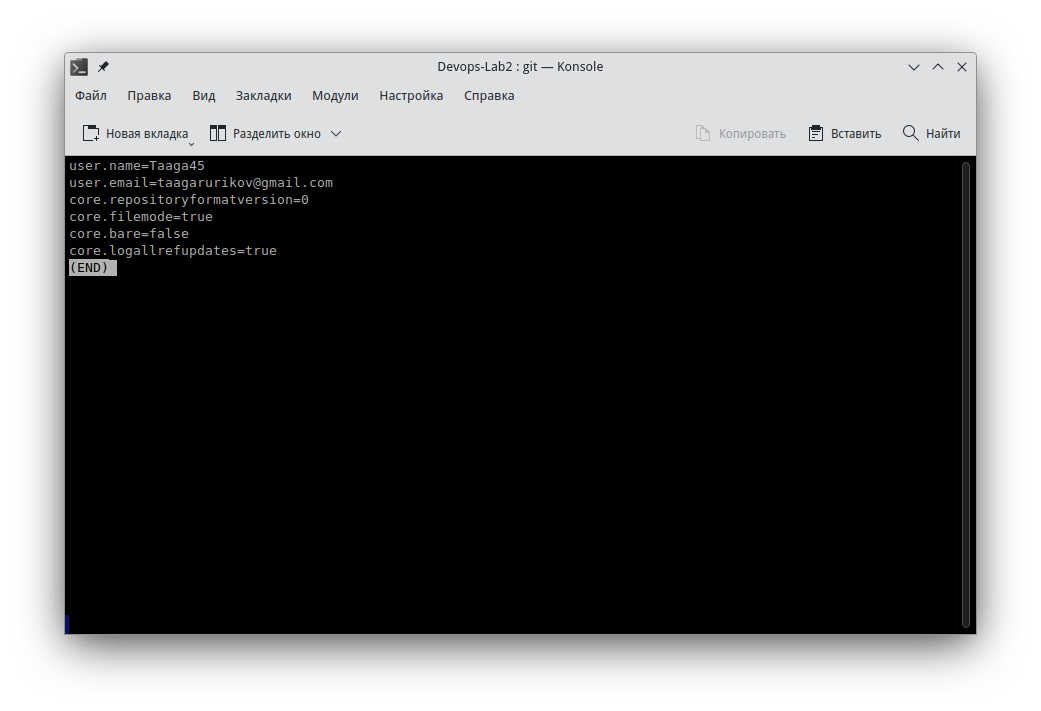 Devops-Lab2 : git — Konsole
Файл Правка Вид Закладки Модули Настройка Справка
Новая вкладка Разделить окно Копировать Вставить Найти
user.name=Taaga45
user.email=taagarurikov@gmail.com
core.repositoryformatversion=0
core.filemode=true
core.bare=false
core.logallrefupdates=true
(END)